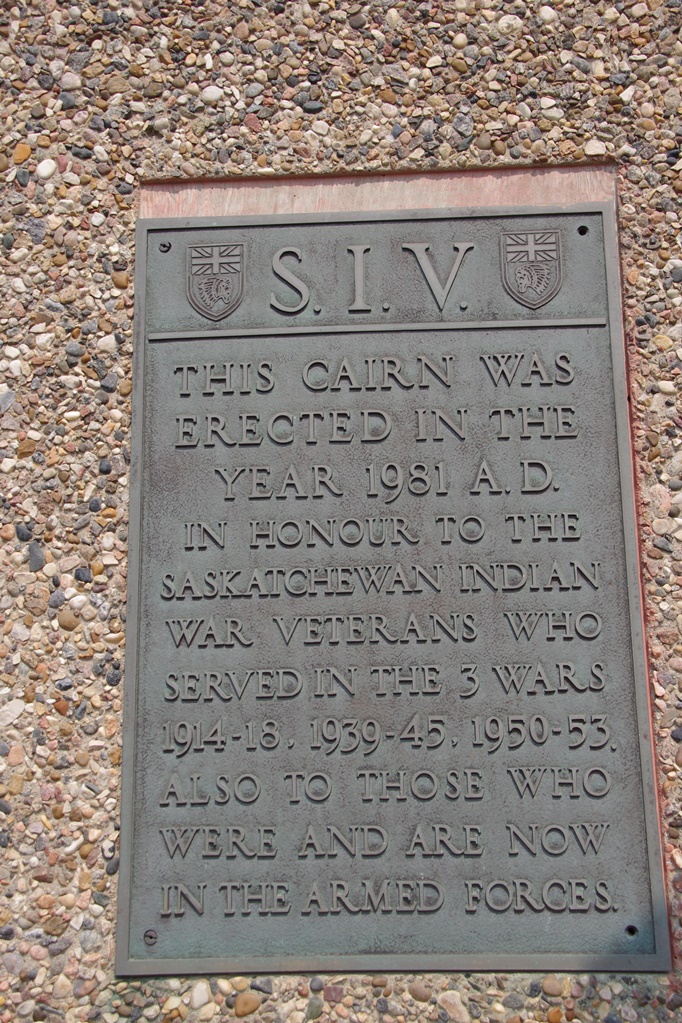 S.I.V.
THIS CAIRN WAS
ERECTED IN THE
YEAR 1981 A.D.
IN HONOUR TO THE
SASKATCHEWAN INDIAN
WAR VETERANS WHO
SERVED IN THE 3 WARS
1914-18, 1939-45, 1950-53.
ALSO TO THOSE WHO
WERE AND ARE NOW
IN THE ARMED FORCES.